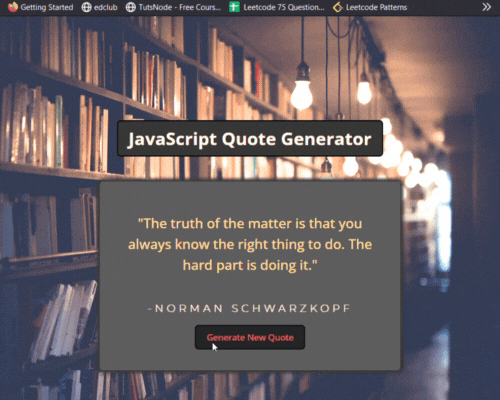 Getting Started edclub TutsNode - Free Cours... Leetcode 75 Question... Leetcode Patterns
JavaScript Quote Generator
"The truth of the matter is that you
always know the right thing to do. The
hard part is doing it."
-NORMAN SCHWARZKOPF
Generate New Quote